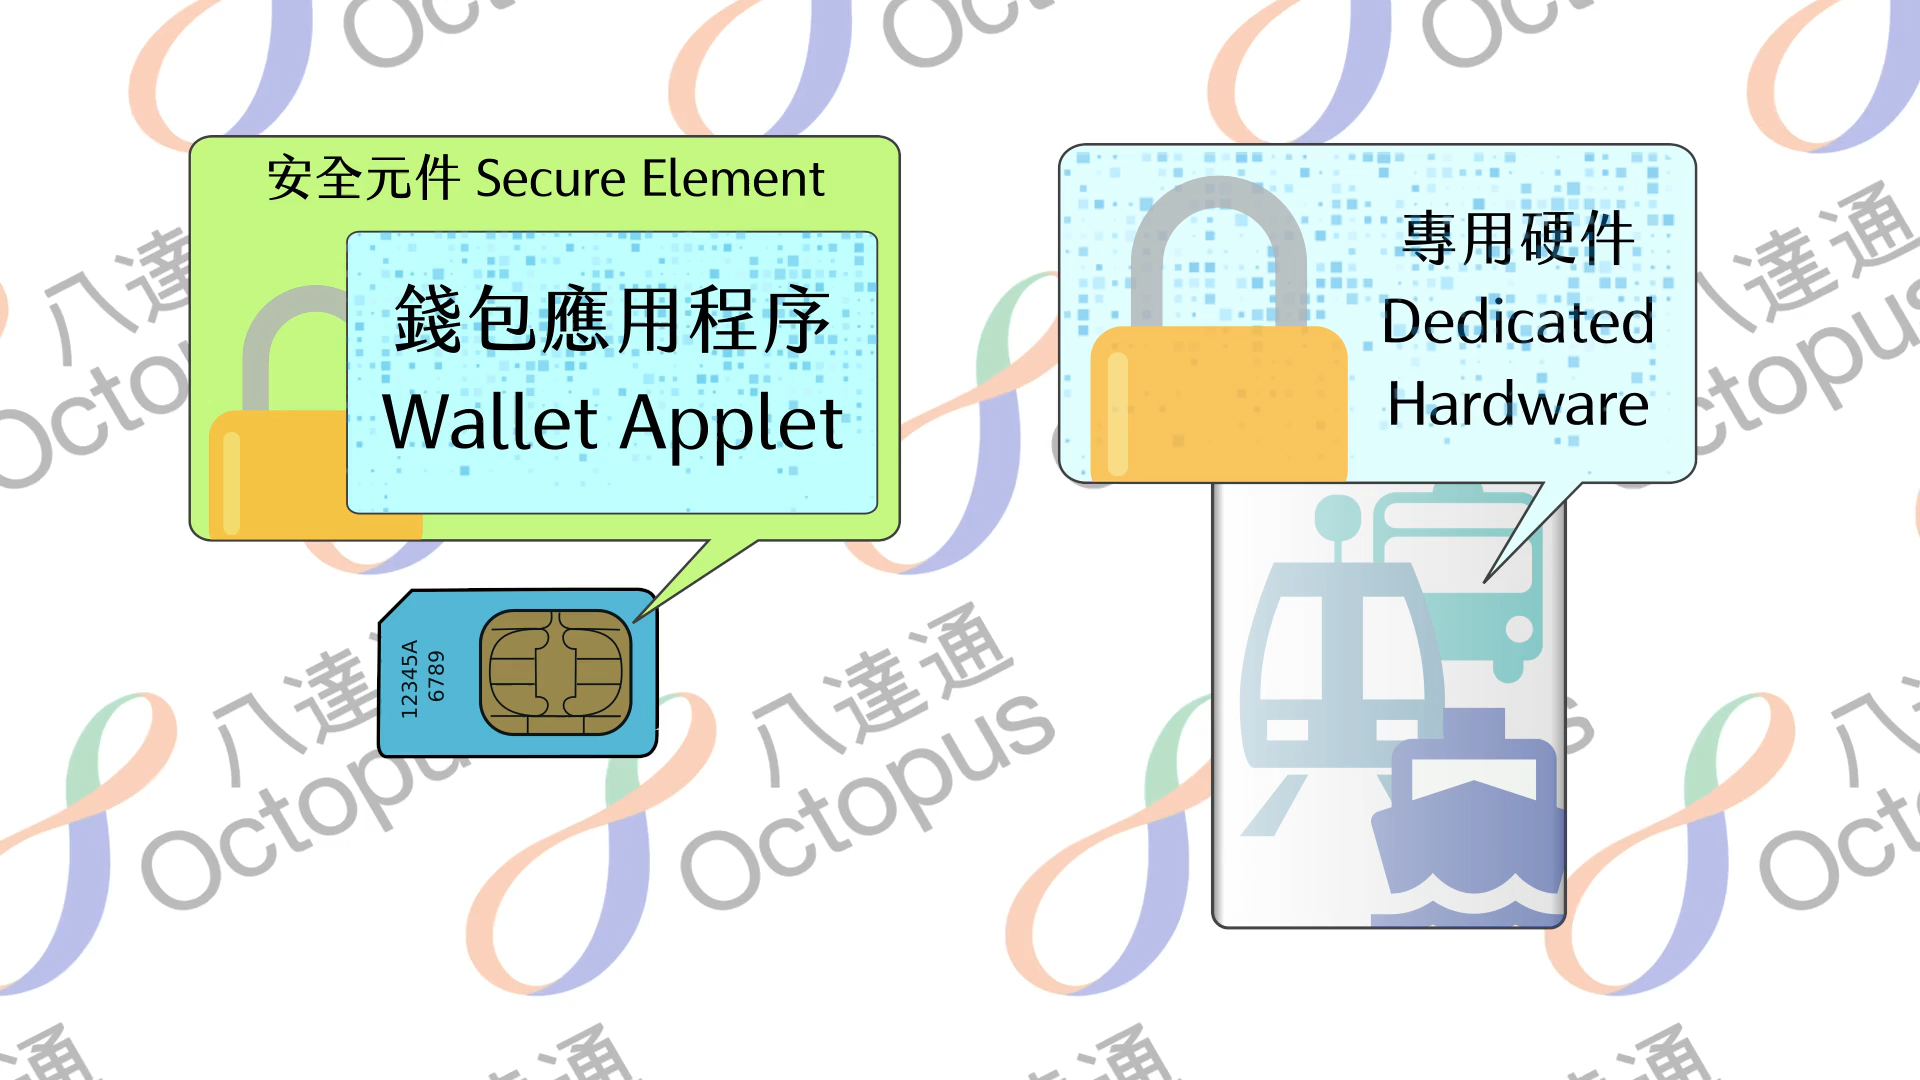 安全元件 Secure Element
錢包應用程序
Wallet Applet
12345A
6789
專用硬件
Dedicated
Hardware
八達通
Octopus